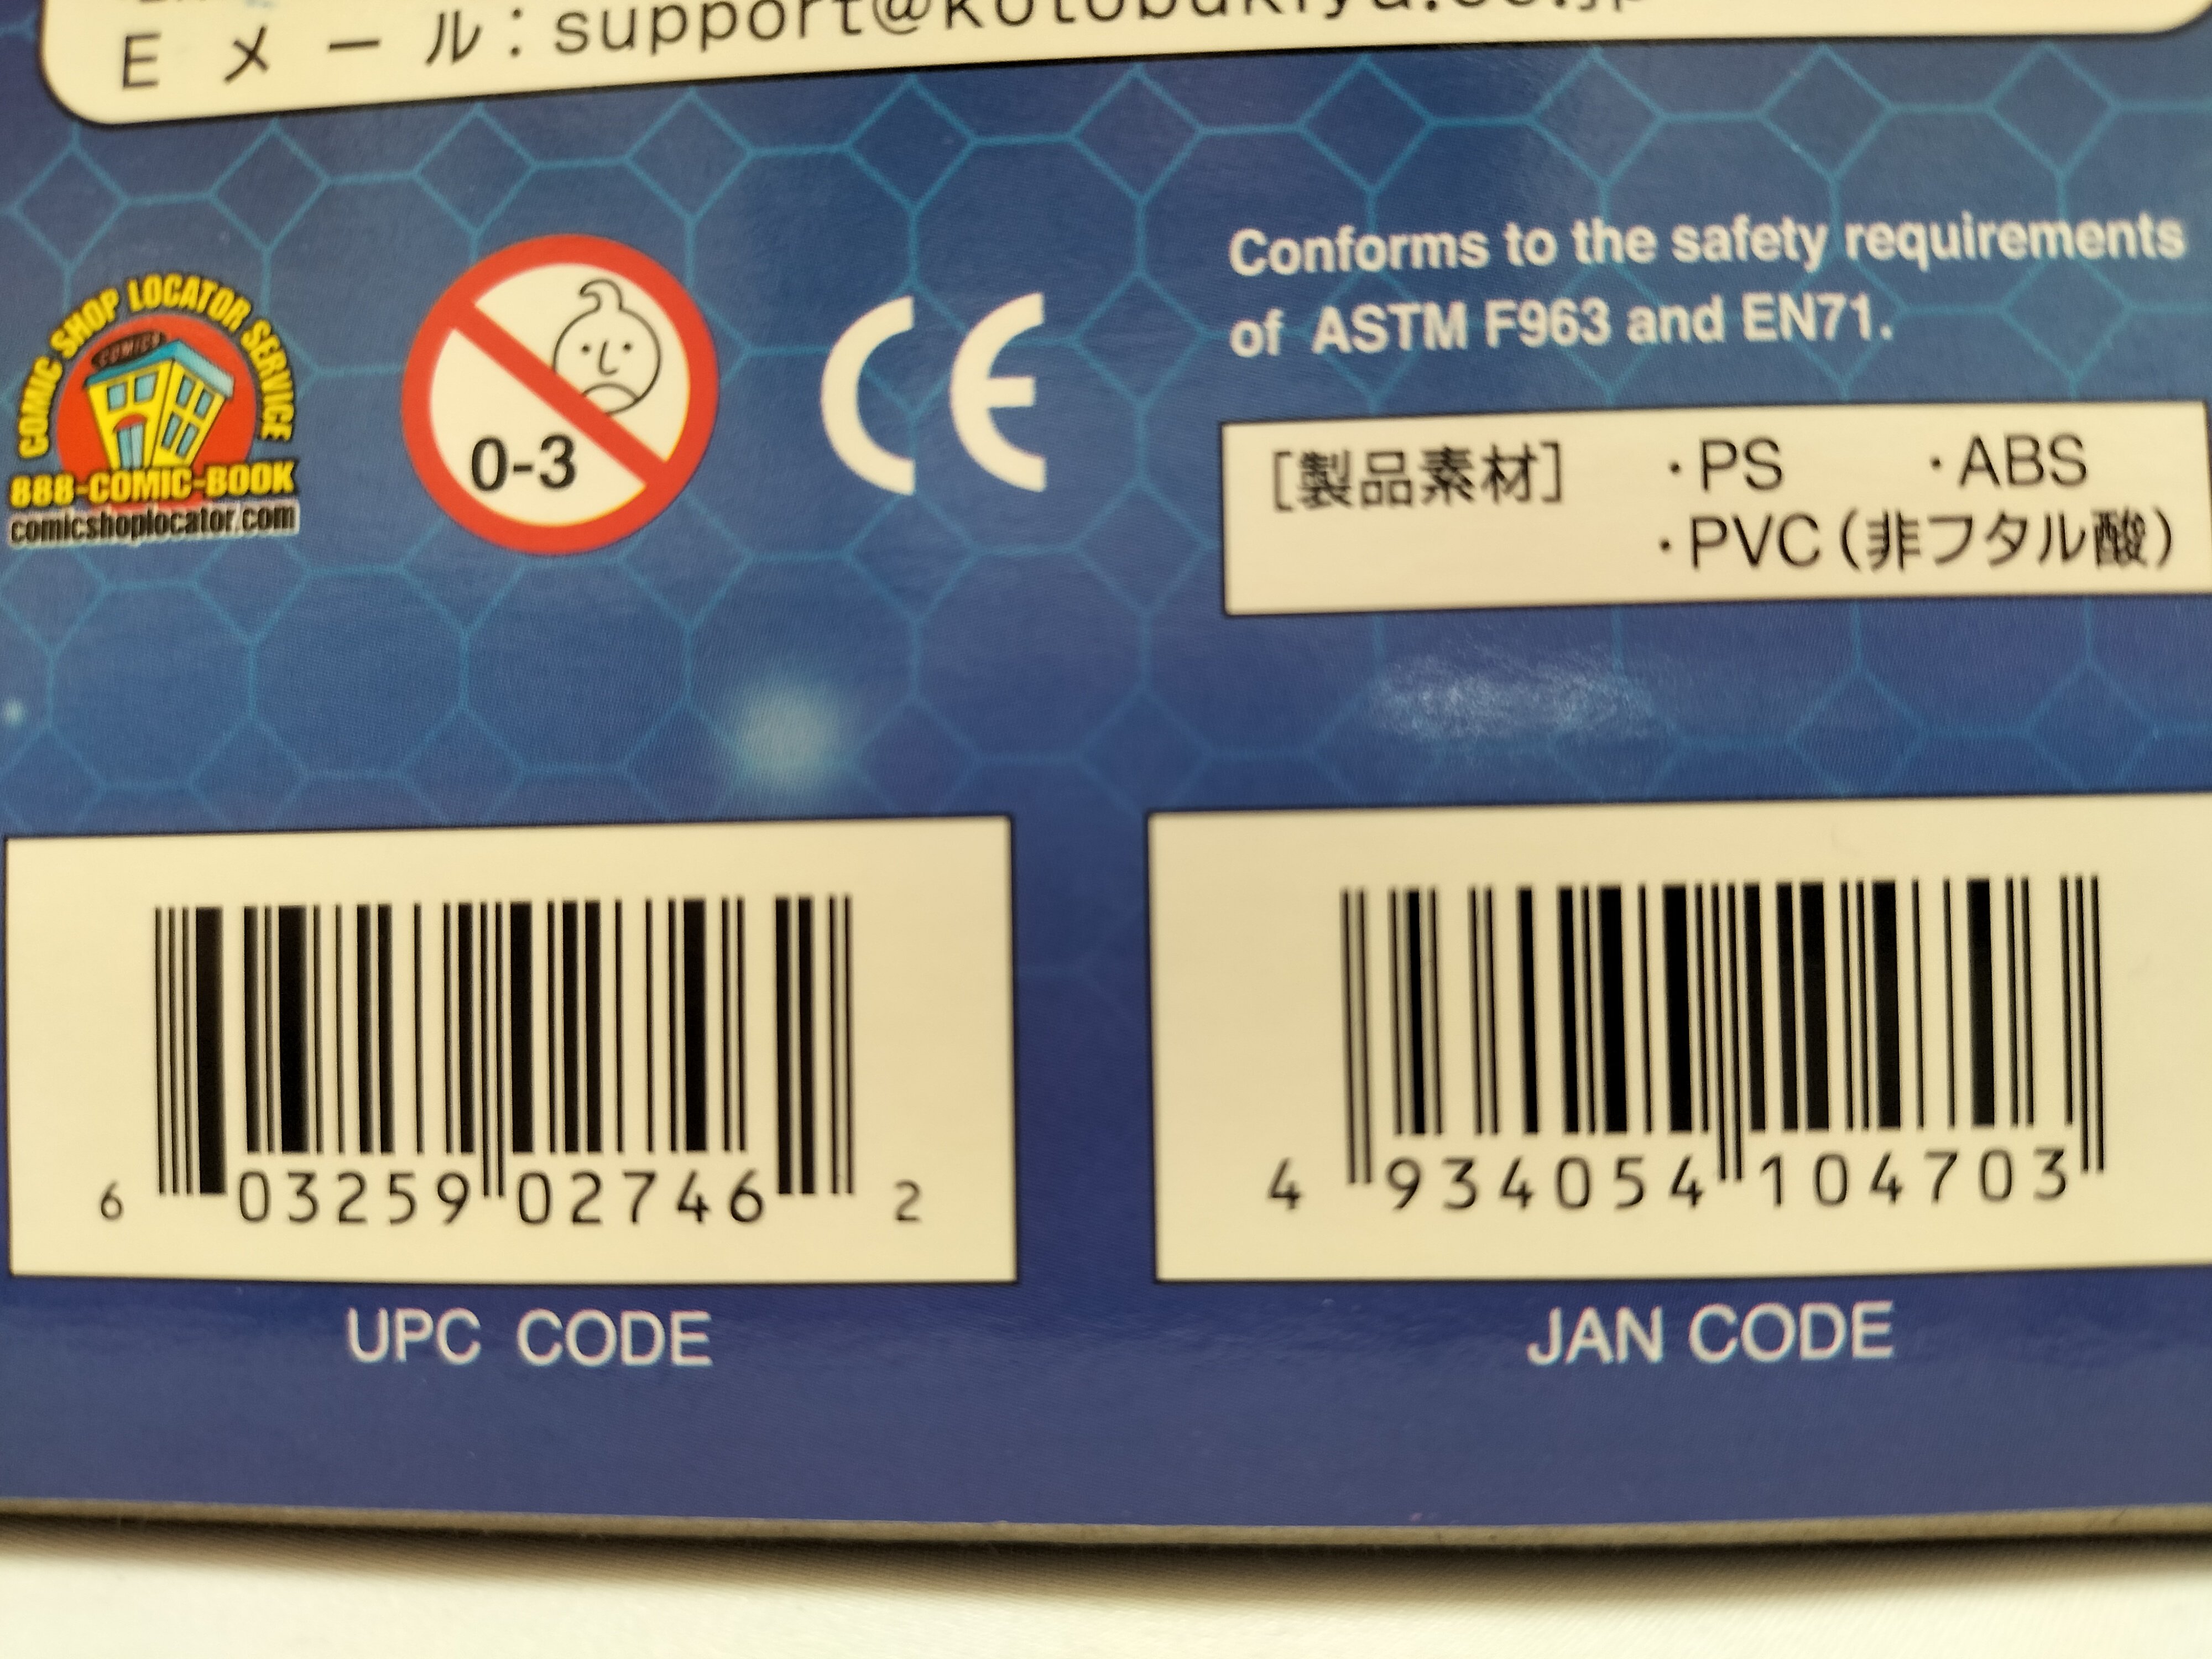 Eメール：support@kotobukiya.co.jp
COMIC SHOP LOCATOR SERVICE
COMICS
888-COMIC-BOOK
comicshoplocator.com
0-3
CE
Conforms to the safety requirements
of ASTM F963 and EN71.
[製品素材] ・PS ・ABS
・PVC（非フタル酸）
6 03259 02746 2
UPC CODE
4 934054 104703
JAN CODE